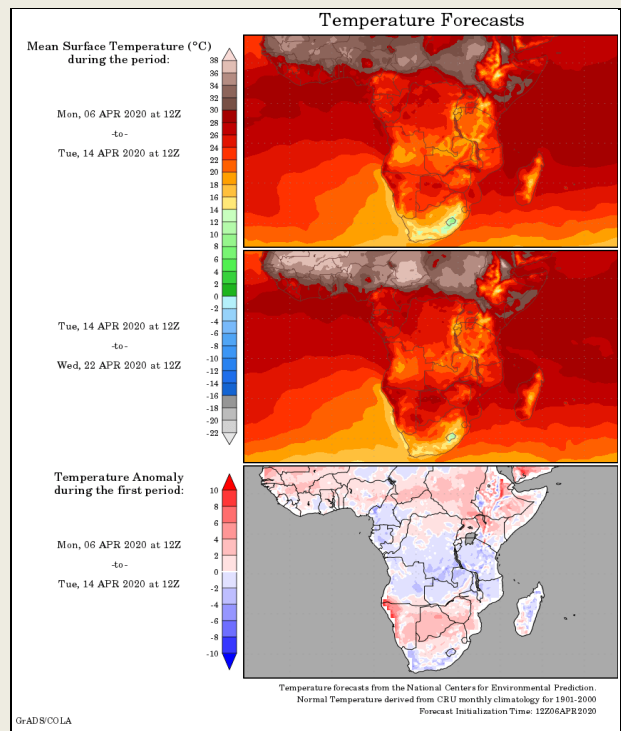 Temperature Forecasts
Mean Surface Temperature (°C)
during the period:
Mon, 06 APR 2020 at 12Z
-to-
Tue, 14 APR 2020 at 12Z
Tue, 14 APR 2020 at 12Z
-to-
Wed, 22 APR 2020 at 12Z
38
36
34
32
30
28
26
24
22
20
18
16
14
12
10
8
6
4
2
0
-2
-4
-6
-8
-10
-12
-14
-16
-18
-20
-22
Temperature Anomaly
during the first period:
Mon, 06 APR 2020 at 12Z
-to-
Tue, 14 APR 2020 at 12Z
10
8
6
4
2
0
-2
-4
-6
-8
-10
Temperature forecasts from the National Centers for Environmental Prediction.
Normal Temperature derived from CRU monthly climatology for 1901-2000
Forecast Initialization Time: 12Z06APR2020
GrADS/COLA